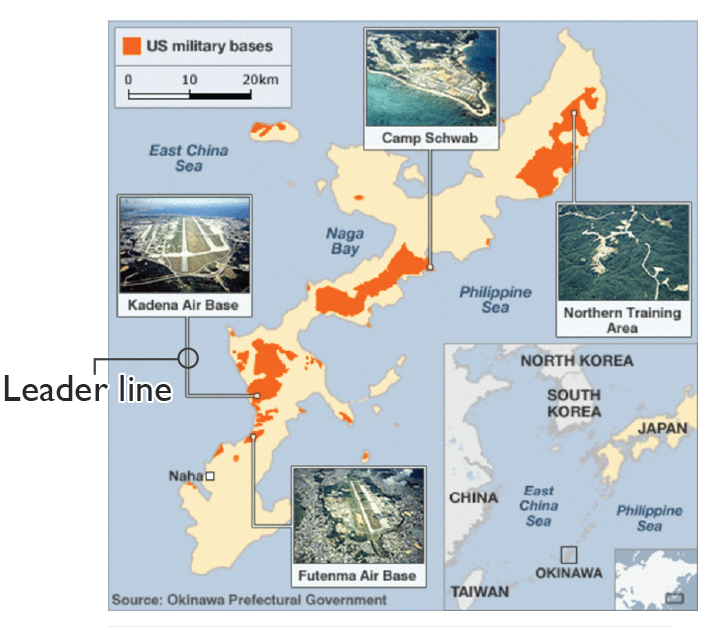 US military bases
0 10 20km
Camp Schwab
East China
Sea
Naga
Bay
Kadena Air Base
Philippine
Sea
Northern Training
Area
Leader line
Naha
Futenma Air Base
NORTH KOREA
SOUTH
KOREA
JAPAN
CHINA
East
China
Sea
Philippine
Sea
OKINAWA
TAIWAN
Source: Okinawa Prefectural Government